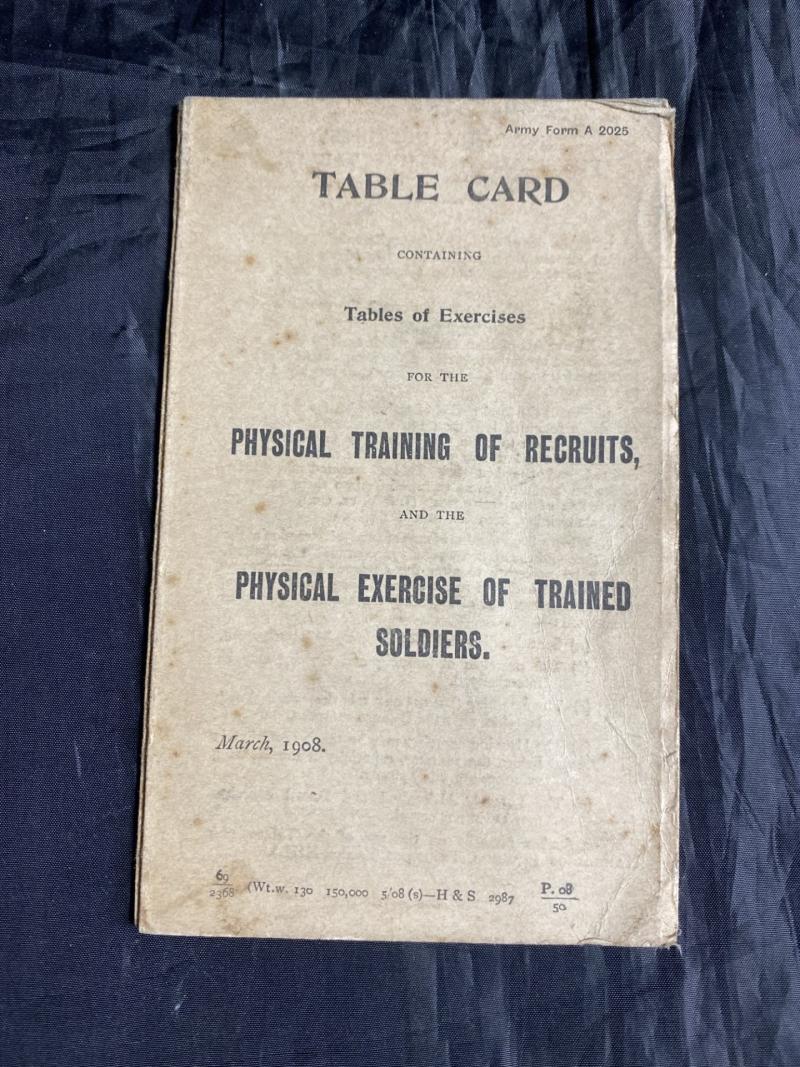 Army Form A 2025
TABLE CARD
CONTAINING
Tables of Exercises
FOR THE
PHYSICAL TRAINING OF RECRUITS,
AND THE
PHYSICAL EXERCISE OF TRAINED
SOLDIERS.
March, 1908.
69/2368 (Wt.w. 130 150,000 5/08 (s)—H & S 2987 P. 08/50